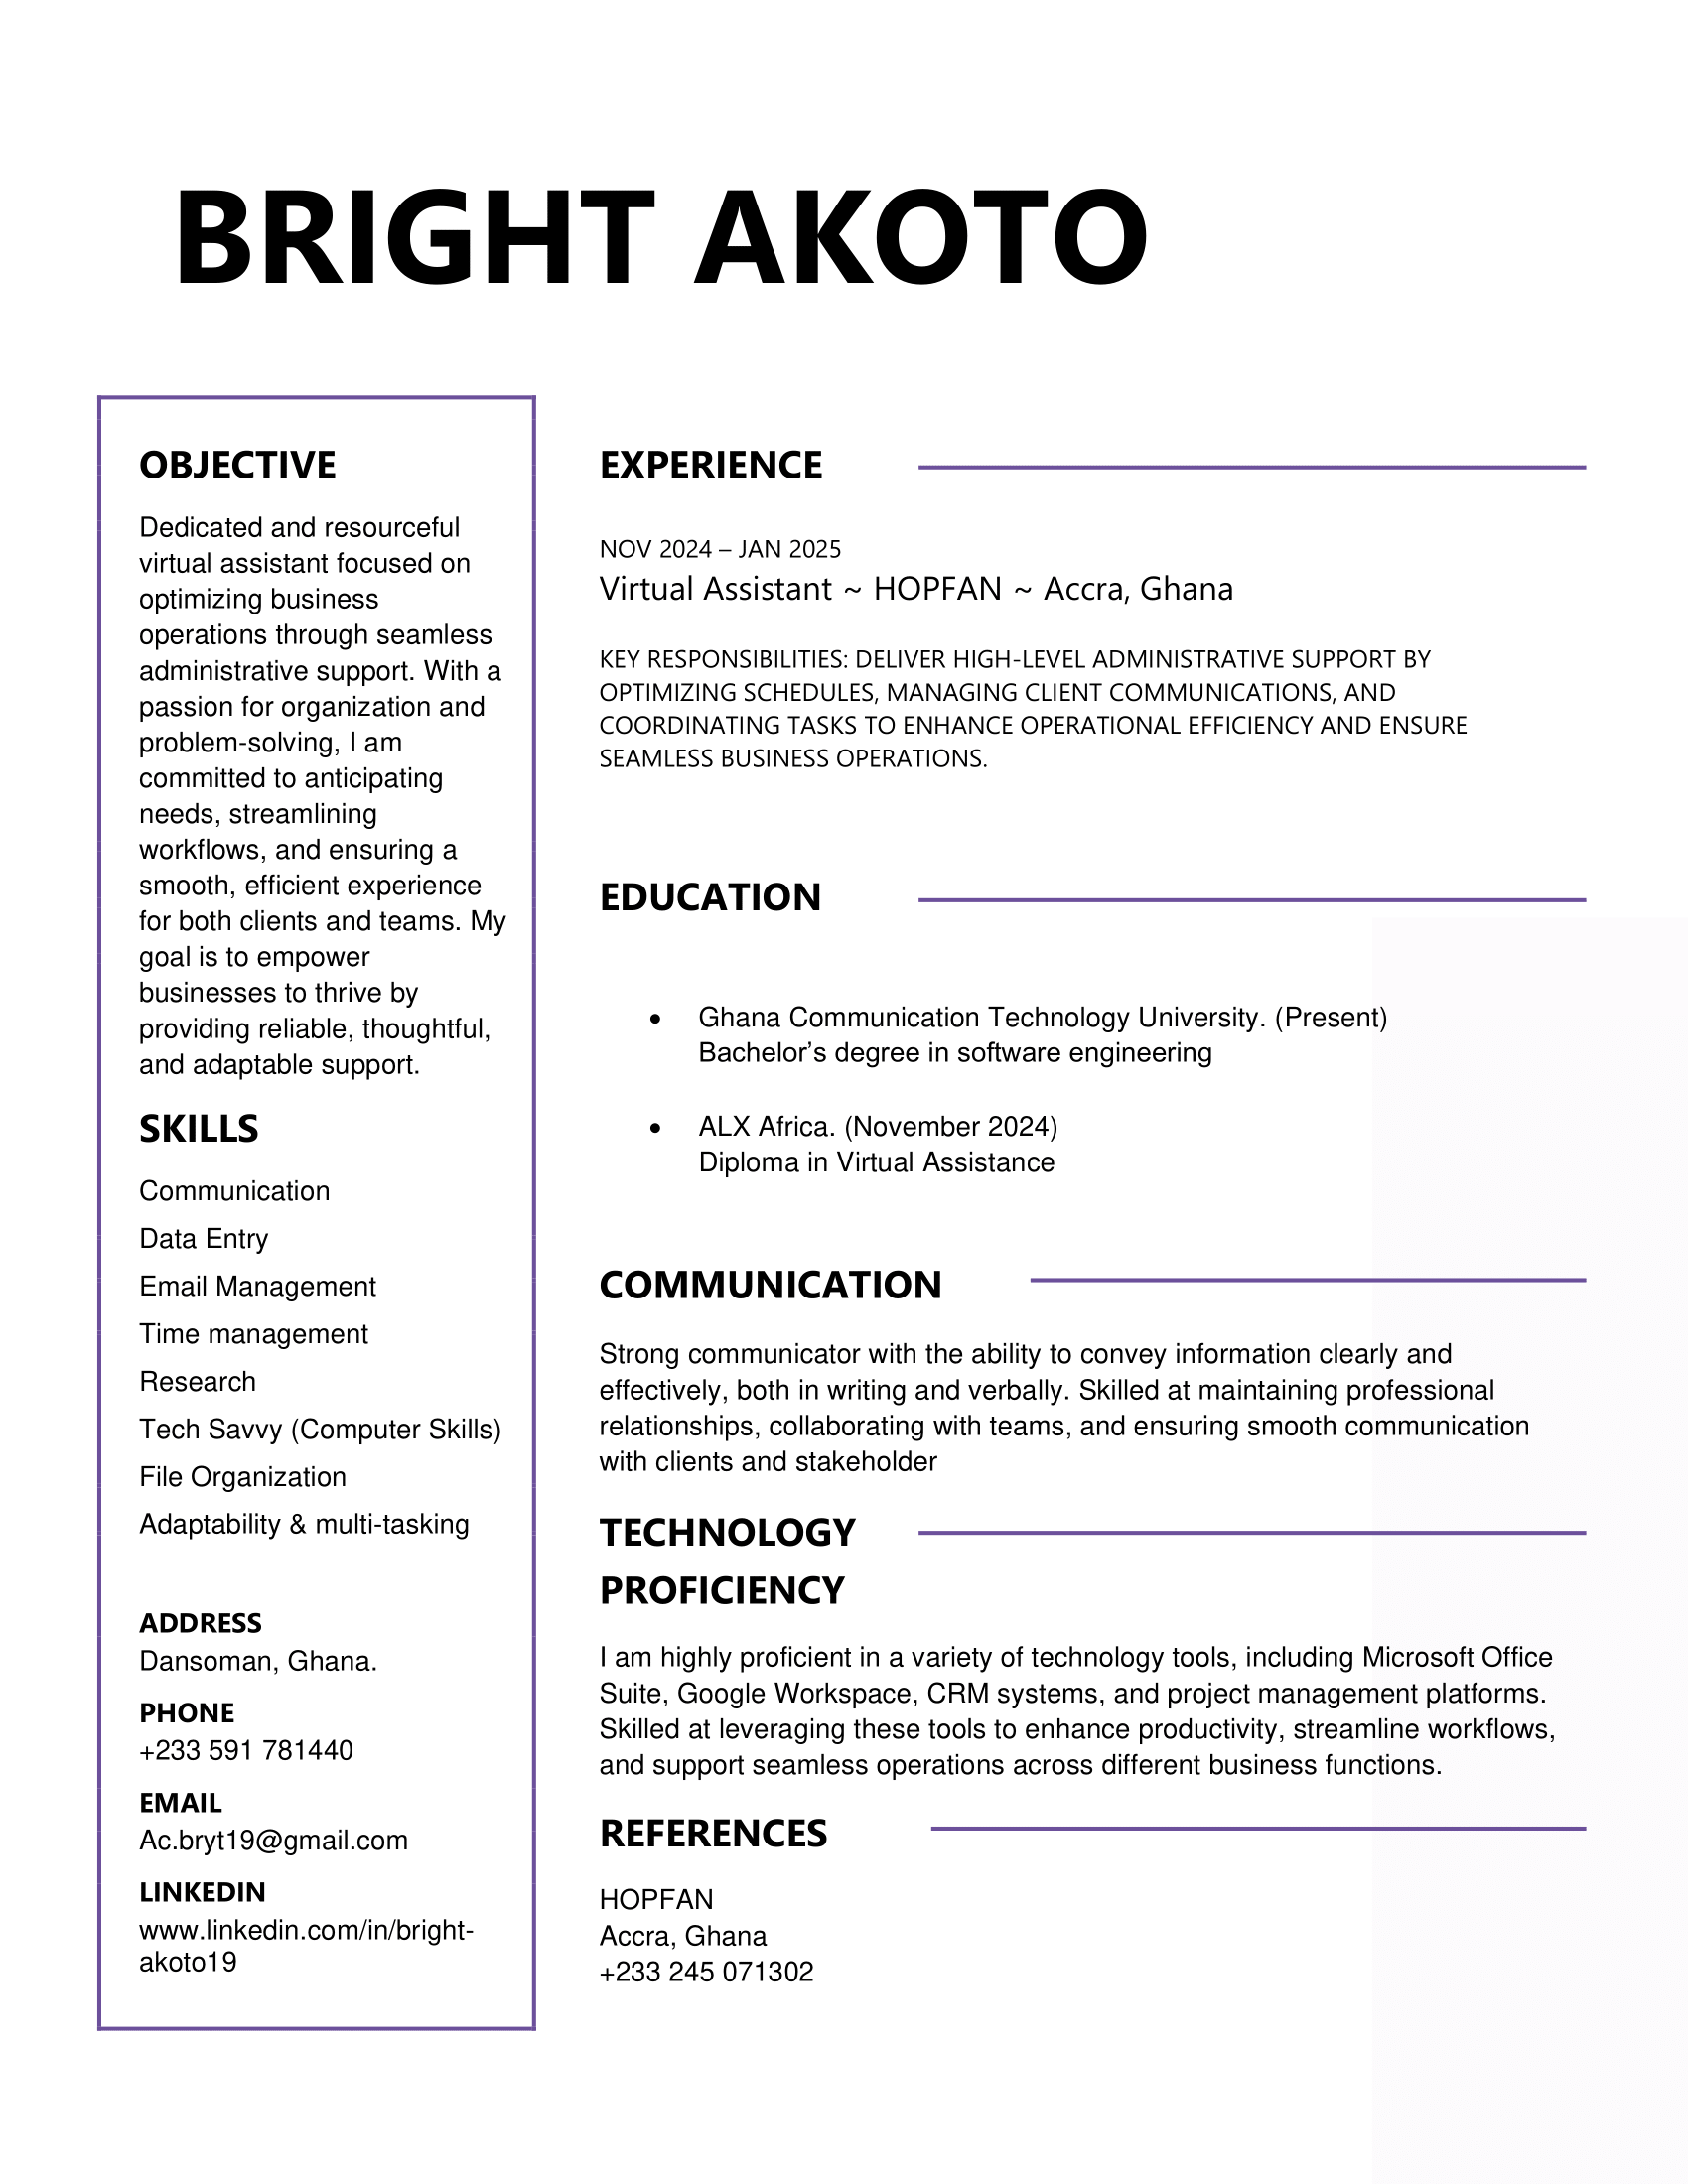 BRIGHT AKOTO
OBJECTIVE
Dedicated and resourceful
virtual assistant focused on
optimizing business
operations through seamless
administrative support. With a
passion for organization and
problem-solving, I am
committed to anticipating
needs, streamlining
workflows, and ensuring a
smooth, efficient experience
for both clients and teams. My
goal is to empower
businesses to thrive by
providing reliable, thoughtful,
and adaptable support.
SKILLS
Communication
Data Entry
Email Management
Time management
Research
Tech Savvy (Computer Skills)
File Organization
Adaptability & multi-tasking
ADDRESS
Dansoman, Ghana.
PHONE
+233 591 781440
EMAIL
Ac.bryt19@gmail.com
LINKEDIN
www.linkedin.com/in/bright-
akoto19
EXPERIENCE
NOV 2024 – JAN 2025
Virtual Assistant ~ HOPFAN ~ Accra, Ghana
KEY RESPONSIBILITIES: DELIVER HIGH-LEVEL ADMINISTRATIVE SUPPORT BY
OPTIMIZING SCHEDULES, MANAGING CLIENT COMMUNICATIONS, AND
COORDINATING TASKS TO ENHANCE OPERATIONAL EFFICIENCY AND ENSURE
SEAMLESS BUSINESS OPERATIONS.
EDUCATION
• Ghana Communication Technology University. (Present)
Bachelor’s degree in software engineering
• ALX Africa. (November 2024)
Diploma in Virtual Assistance
COMMUNICATION
Strong communicator with the ability to convey information clearly and
effectively, both in writing and verbally. Skilled at maintaining professional
relationships, collaborating with teams, and ensuring smooth communication
with clients and stakeholder
TECHNOLOGY
PROFICIENCY
I am highly proficient in a variety of technology tools, including Microsoft Office
Suite, Google Workspace, CRM systems, and project management platforms.
Skilled at leveraging these tools to enhance productivity, streamline workflows,
and support seamless operations across different business functions.
REFERENCES
HOPFAN
Accra, Ghana
+233 245 071302